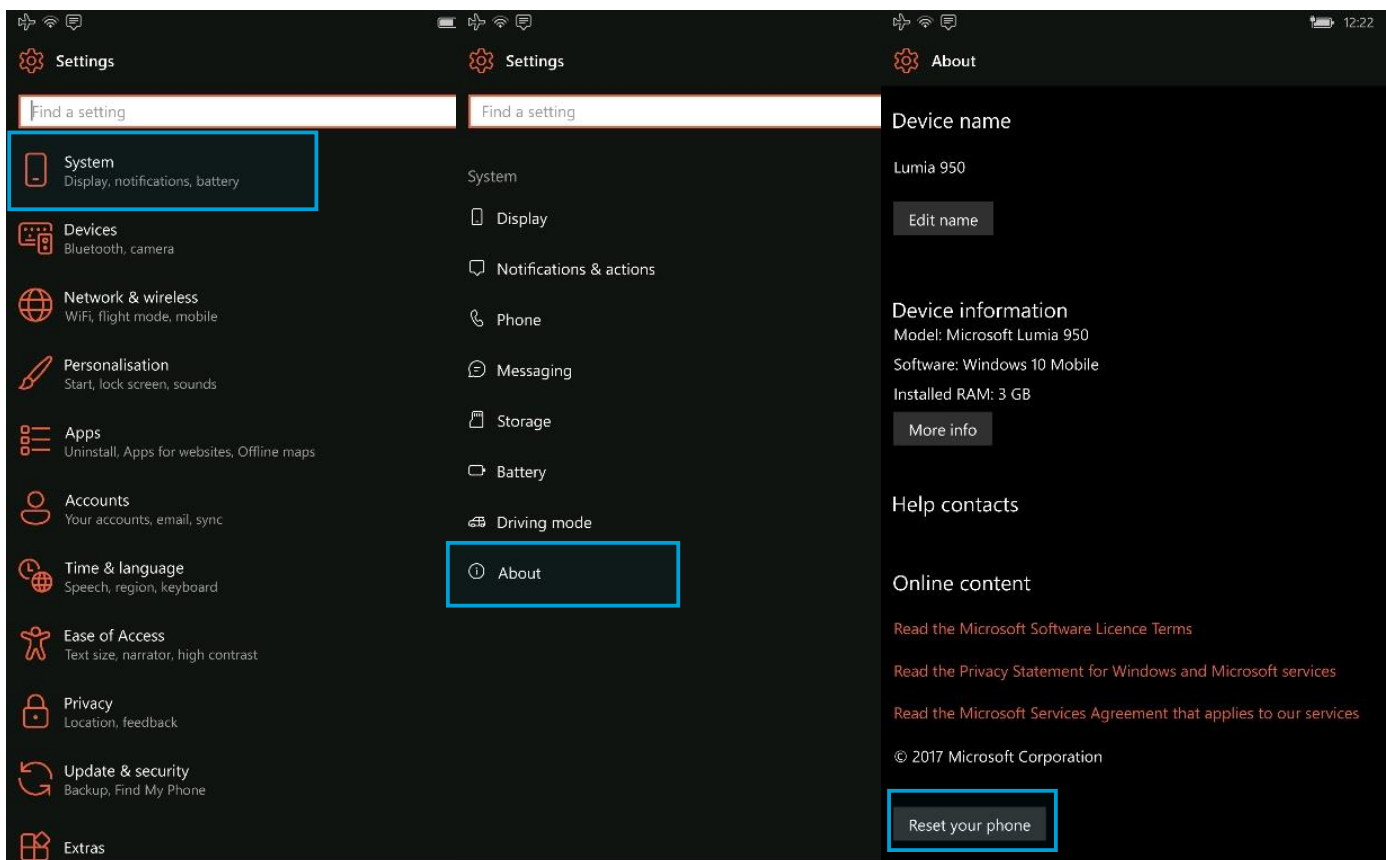 Settings
Find a setting
System
Display, notifications, battery
Devices
Bluetooth, camera
Network & wireless
WiFi, flight mode, mobile
Personalisation
Start, lock screen, sounds
Apps
Uninstall, Apps for websites, Offline maps
Accounts
Your accounts, email, sync
Time & language
Speech, region, keyboard
Ease of Access
Text size, narrator, high contrast
Privacy
Location, feedback
Update & security
Backup, Find My Phone
Extras
Settings
Find a setting
System
Display
Notifications & actions
Phone
Messaging
Storage
Battery
Driving mode
About
12:22
About
Device name
Lumia 950
Edit name
Device information
Model: Microsoft Lumia 950
Software: Windows 10 Mobile
Installed RAM: 3 GB
More info
Help contacts
Online content
Read the Microsoft Software Licence Terms
Read the Privacy Statement for Windows and Microsoft services
Read the Microsoft Services Agreement that applies to our services
© 2017 Microsoft Corporation
Reset your phone